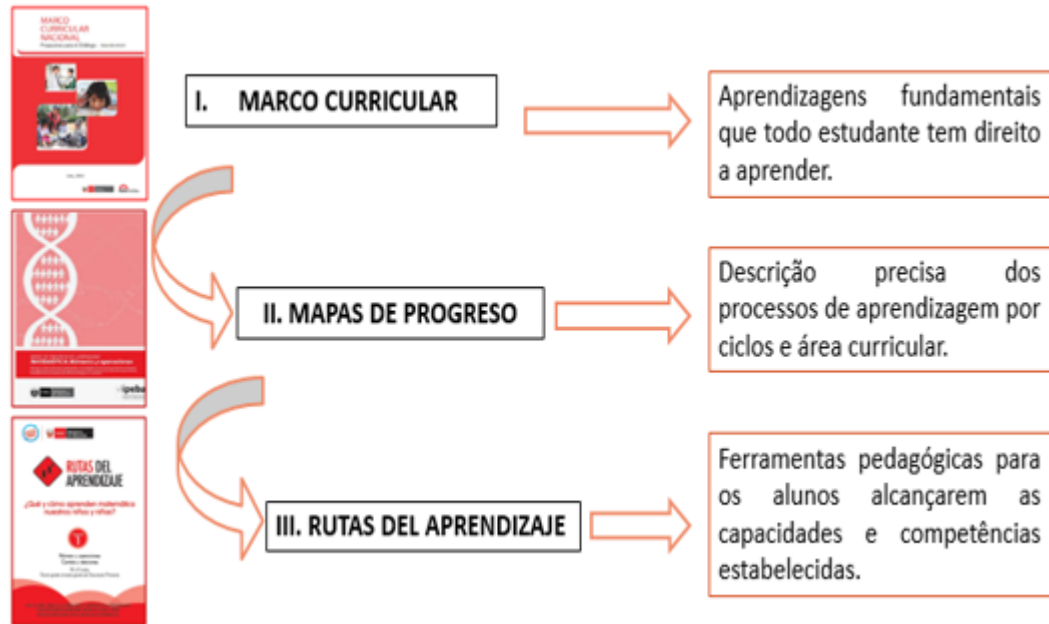 MARCO
CURRICULAR
NACIONAL
I. MARCO CURRICULAR
Aprendizagens fundamentais
que todo estudante tem direito
a aprender.
II. MAPAS DE PROGRESO
Descrição precisa dos
processos de aprendizagem por
ciclos e área curricular.
ipeba
RUTAS DEL
APRENDIZAJE
¿Qué y cómo aprenden matemática
nuestros niños y niñas?
III. RUTAS DEL APRENDIZAJE
Ferramentas pedagógicas para
os alunos alcançarem as
capacidades e competências
estabelecidas.